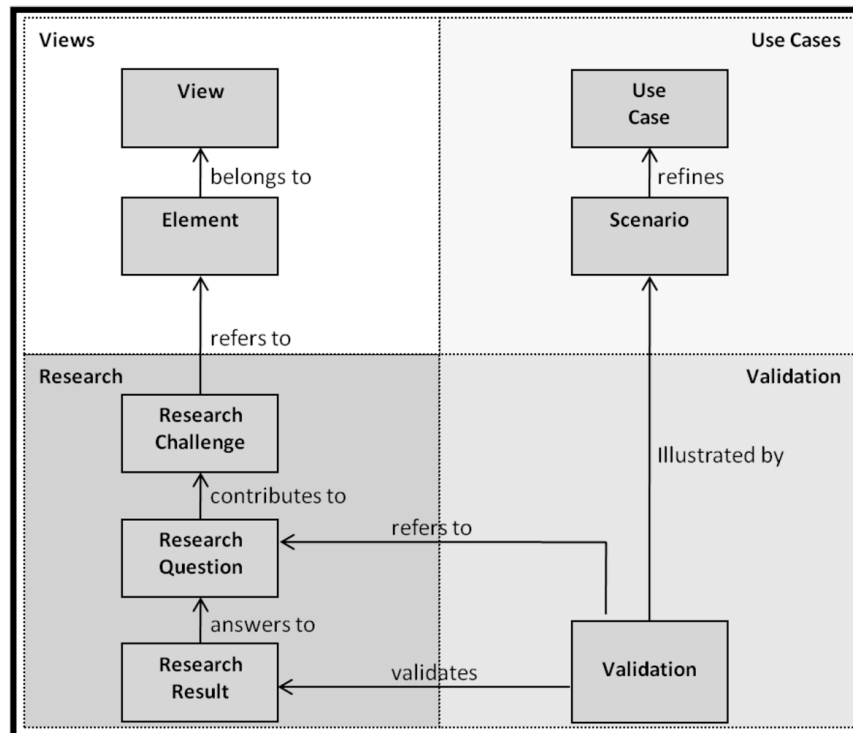 Views
Use Cases
View
Use
Case
belongs to
refines
Element
Scenario
refers to
Research
Validation
Research
Challenge
Illustrated by
contributes to
refers to
Research
Question
answers to
Research
Result
validates
Validation